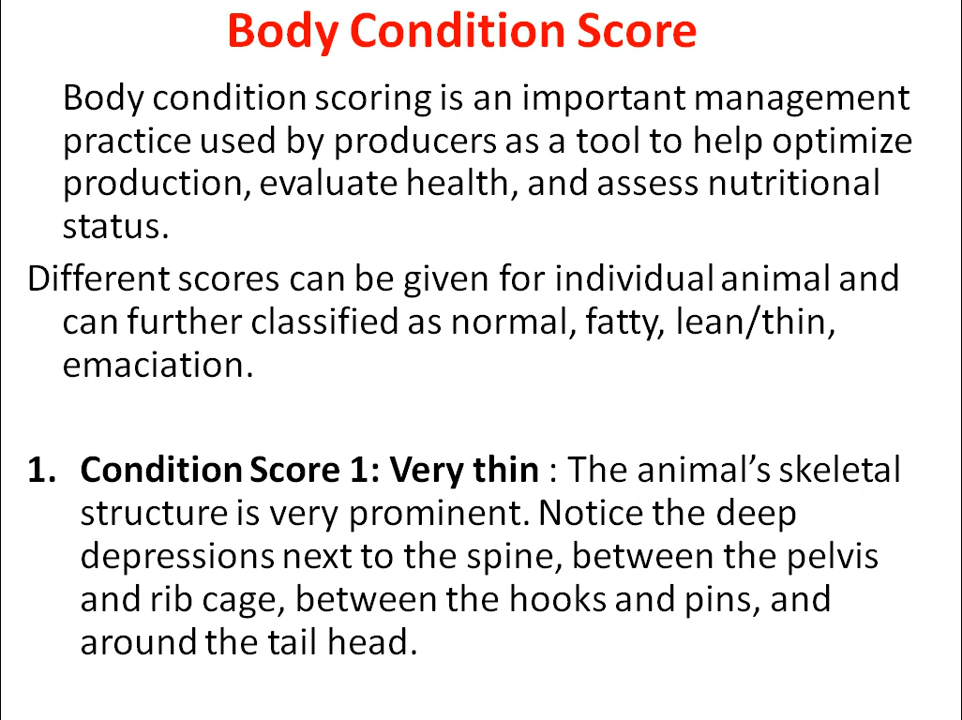 Body Condition Score
Body condition scoring is an important management
practice used by producers as a tool to help optimize
production, evaluate health, and assess nutritional
status.
Different scores can be given for individual animal and
can further classified as normal, fatty, lean/thin,
emaciation.
1. Condition Score 1: Very thin : The animal’s skeletal
structure is very prominent. Notice the deep
depressions next to the spine, between the pelvis
and rib cage, between the hooks and pins, and
around the tail head.